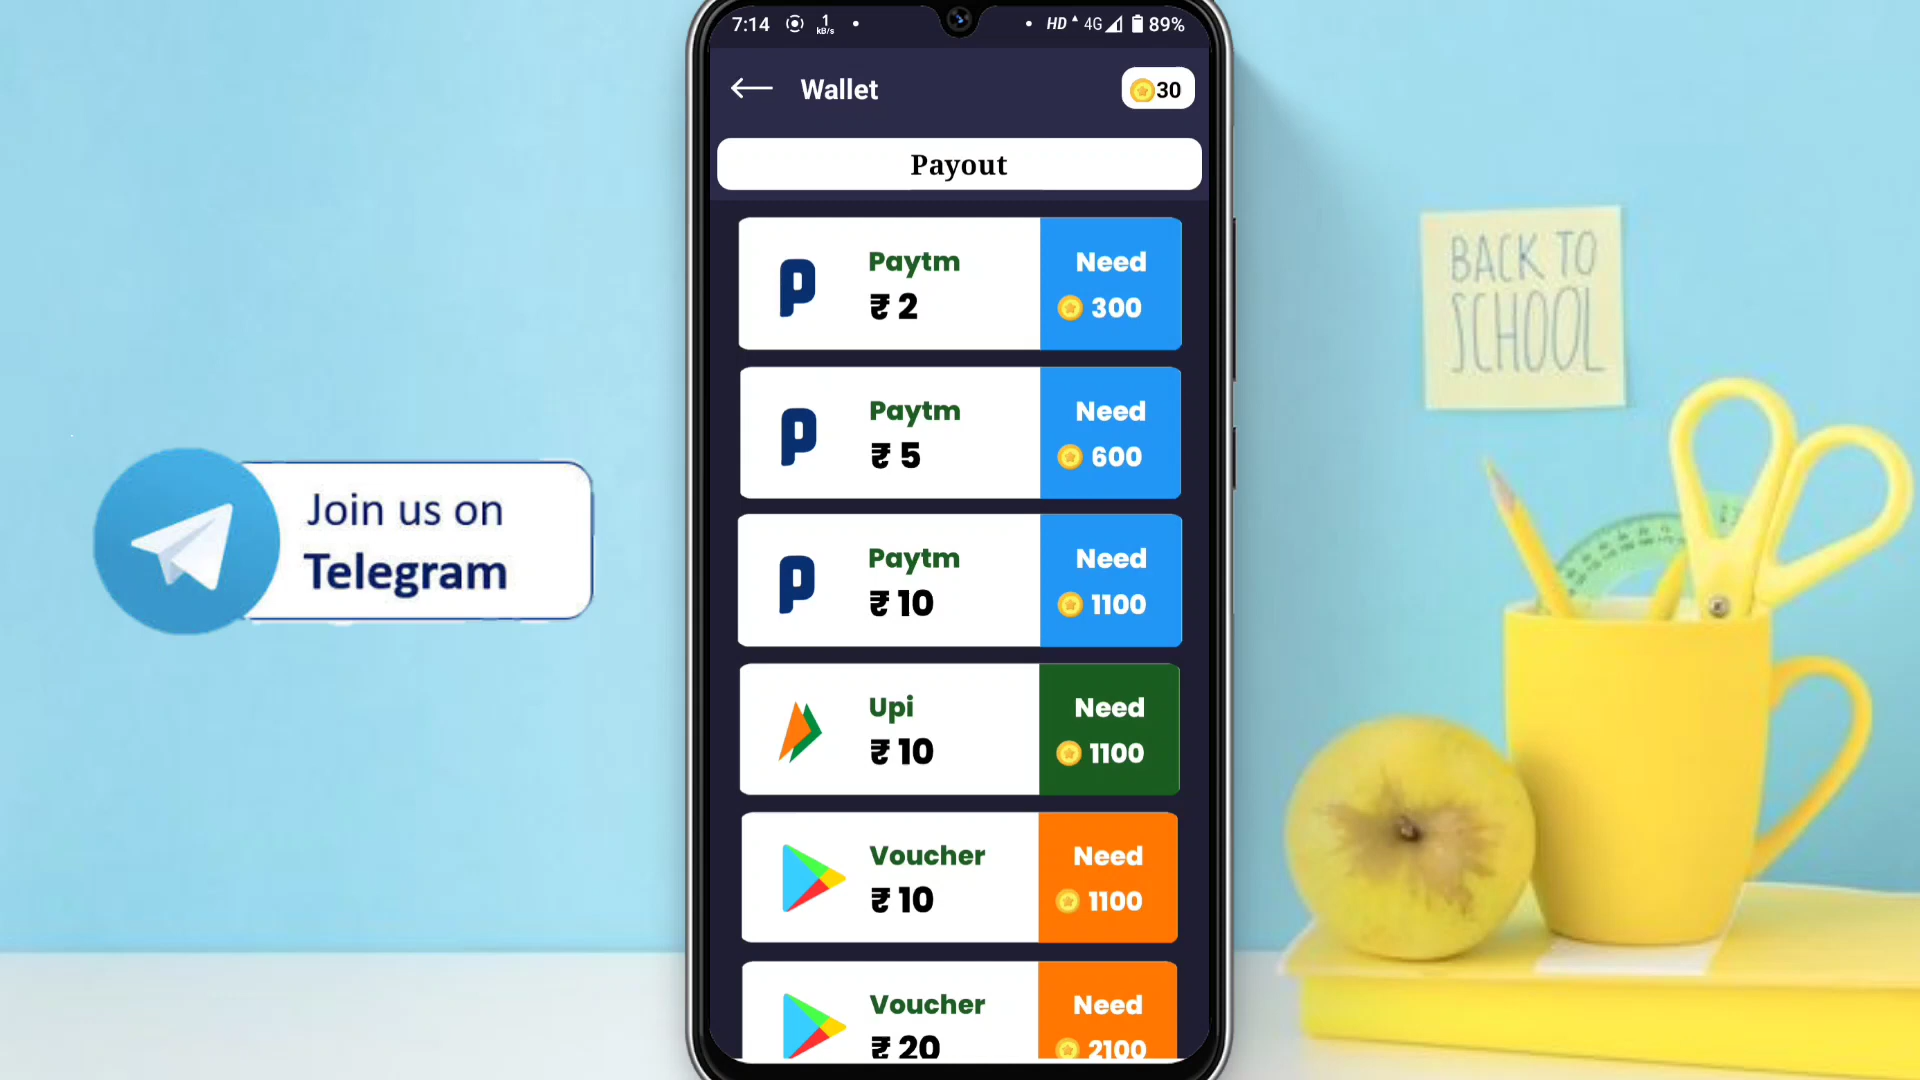 7:14 1 kB/s HD 4G 89%
Wallet 30
Payout
Paytm Need
₹ 2 300
Paytm Need
₹ 5 600
Paytm Need
₹ 10 1100
Upi Need
₹ 10 1100
Voucher Need
₹ 10 1100
Voucher Need
₹ 20 2100
Join us on
Telegram
BACK TO
SCHOOL